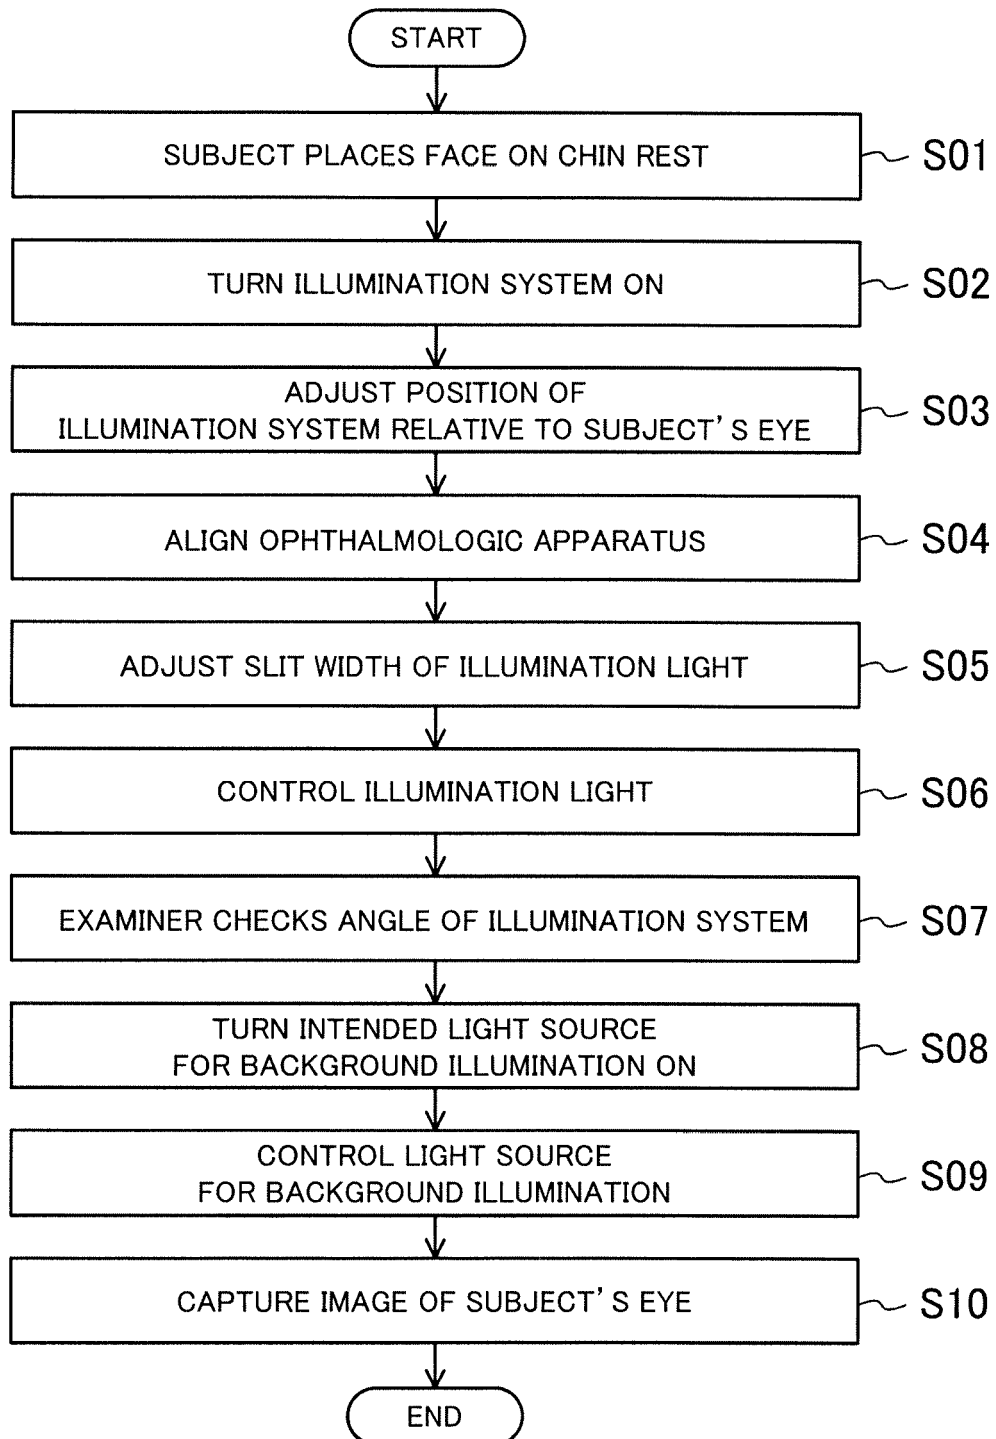 START
SUBJECT PLACES FACE ON CHIN REST
S01
TURN ILLUMINATION SYSTEM ON
S02
ADJUST POSITION OF
ILLUMINATION SYSTEM RELATIVE TO SUBJECT'S EYE
S03
ALIGN OPHTHALMOLOGIC APPARATUS
S04
ADJUST SLIT WIDTH OF ILLUMINATION LIGHT
S05
CONTROL ILLUMINATION LIGHT
S06
EXAMINER CHECKS ANGLE OF ILLUMINATION SYSTEM
S07
TURN INTENDED LIGHT SOURCE
FOR BACKGROUND ILLUMINATION ON
S08
CONTROL LIGHT SOURCE
FOR BACKGROUND ILLUMINATION
S09
CAPTURE IMAGE OF SUBJECT'S EYE
S10
END